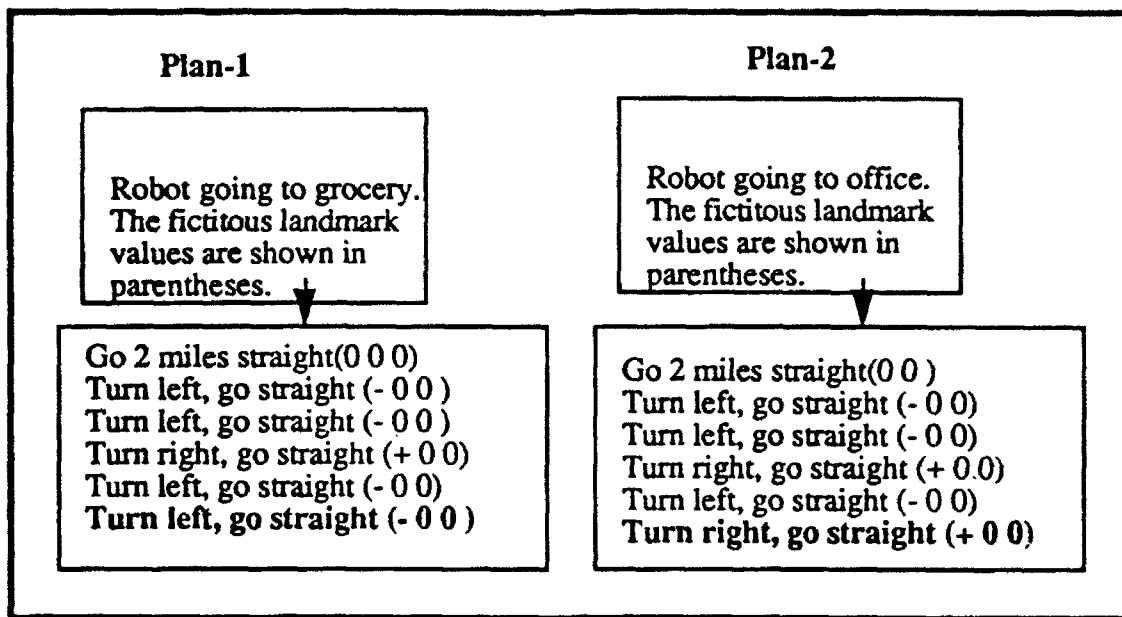 Plan-1
Robot going to grocery.
The fictitous landmark
values are shown in
parentheses.
Go 2 miles straight(0 0 0)
Turn left, go straight (- 0 0 )
Turn left, go straight (- 0 0 )
Turn right, go straight (+ 0 0)
Turn left, go straight (- 0 0)
Turn left, go straight (- 0 0 )
Plan-2
Robot going to office.
The fictitous landmark
values are shown in
parentheses.
Go 2 miles straight(0 0 )
Turn left, go straight (- 0 0)
Turn left, go straight (- 0 0)
Turn right, go straight (+ 0.0)
Turn left, go straight (- 0 0)
Turn right, go straight (+ 0 0)